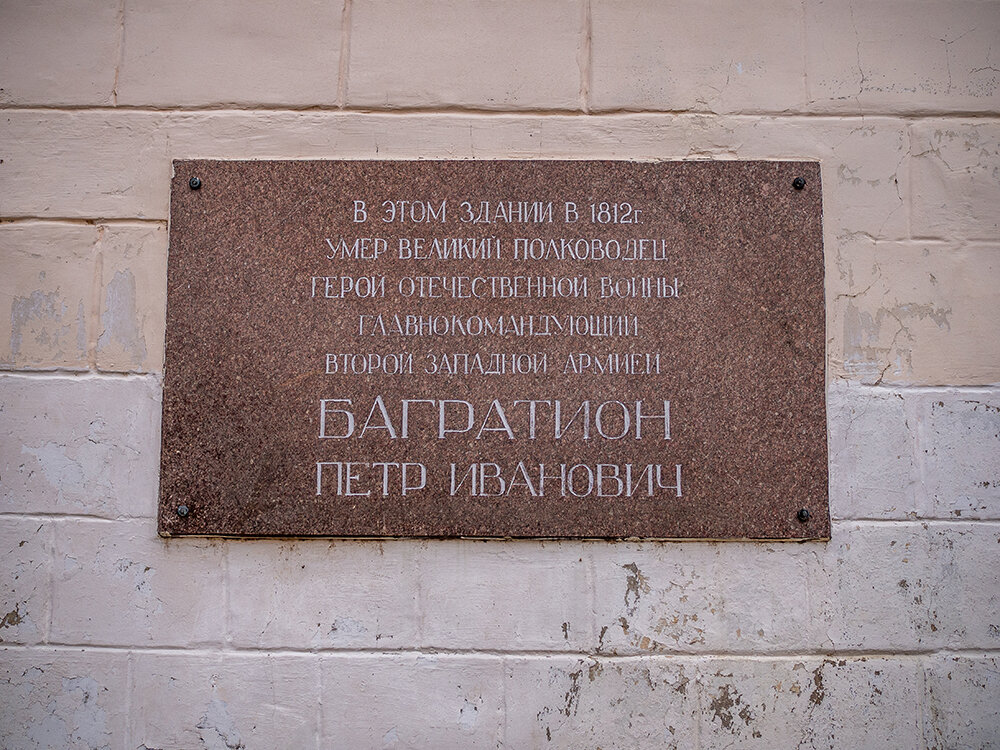 В ЭТОМ ЗДАНИИ В 1812г.
УМЕР ВЕЛИКИЙ ПОЛКОВОДЕЦ
ГЕРОЙ ОТЕЧЕСТВЕННОЙ ВОЙНЫ
ГЛАВНОКОМАНДУЮЩИЙ
ВТОРОЙ ЗАПАДНОЙ АРМИЕЙ
БАГРАТИОН
ПЕТР ИВАНОВИЧ